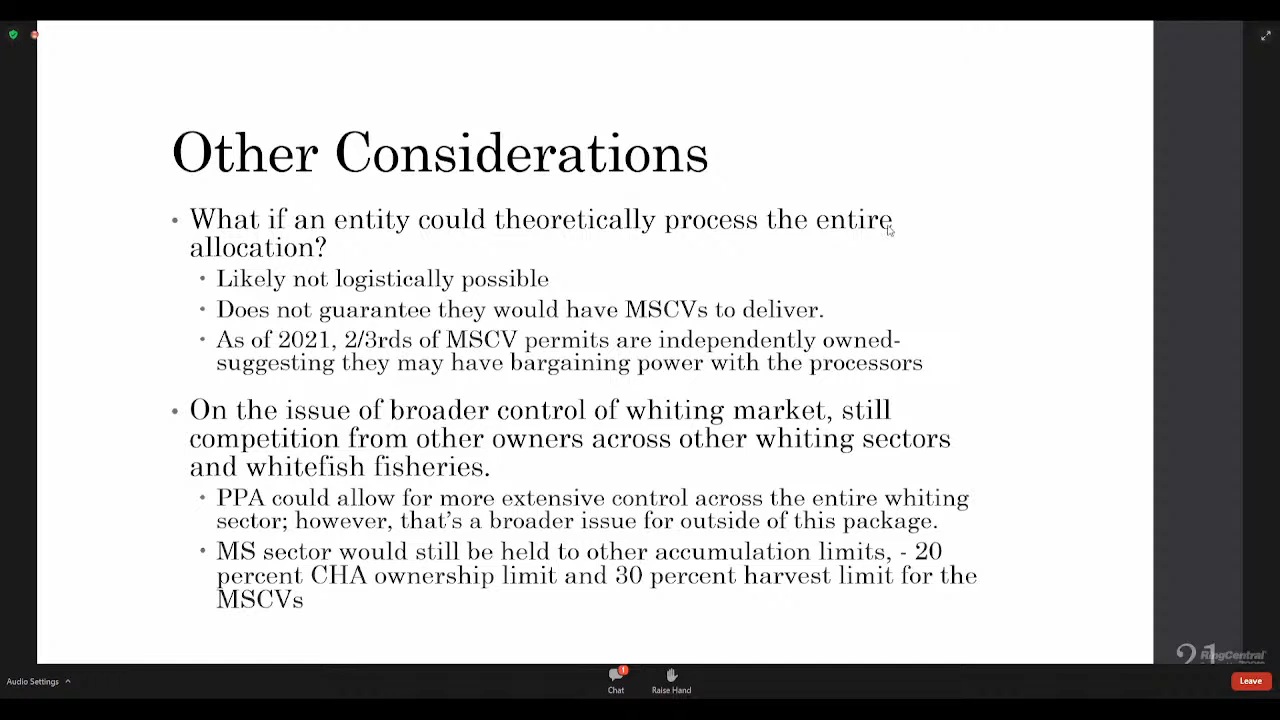 Other Considerations
• What if an entity could theoretically process the entire
allocation?
• Likely not logistically possible
• Does not guarantee they would have MSCVs to deliver.
• As of 2021, 2/3rds of MSCV permits are independently owned-
suggesting they may have bargaining power with the processors
• On the issue of broader control of whiting market, still
competition from other owners across other whiting sectors
and whitefish fisheries.
• PPA could allow for more extensive control across the entire whiting
sector; however, that's a broader issue for outside of this package.
• MS sector would still be held to other accumulation limits, - 20
percent CHA ownership limit and 30 percent harvest limit for the
MSCVs
21
RingCentral
Audio Settings
1
Chat
Raise Hand
Leave